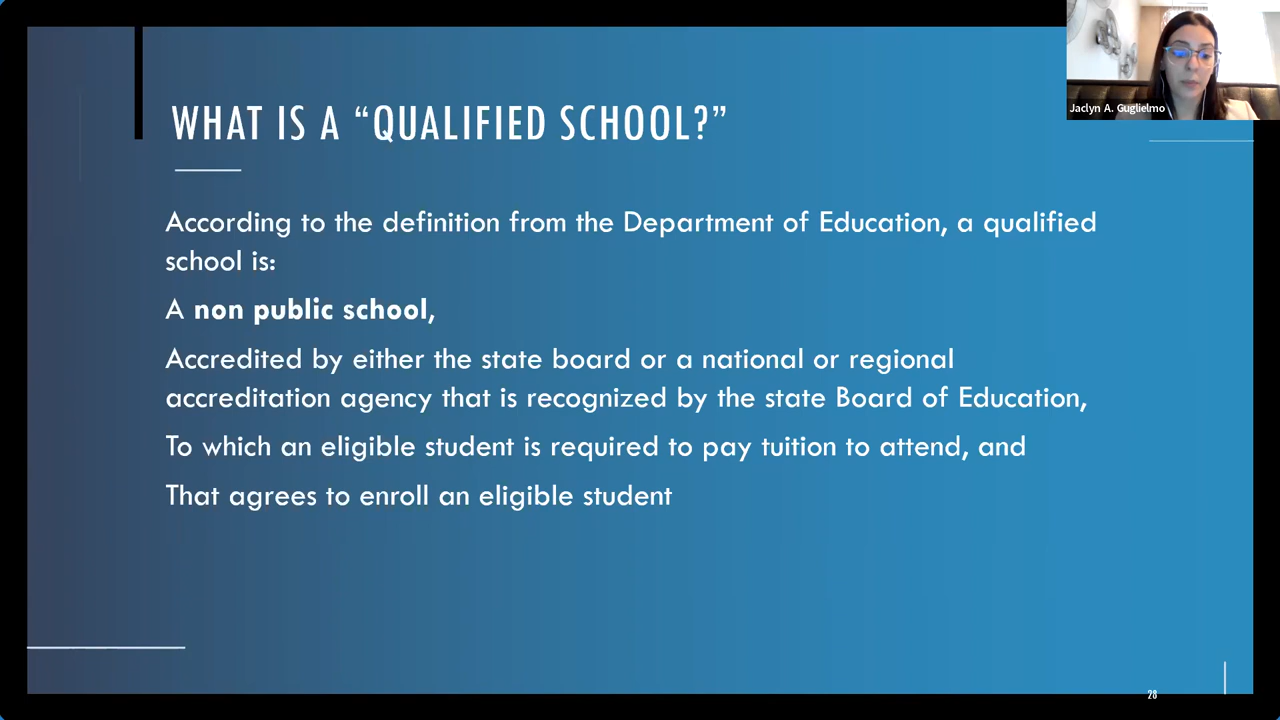 Jaclyn A. Guglielmo
WHAT IS A “QUALIFIED SCHOOL?”
According to the definition from the Department of Education, a qualified
school is:
A non public school,
Accredited by either the state board or a national or regional
accreditation agency that is recognized by the state Board of Education,
To which an eligible student is required to pay tuition to attend, and
That agrees to enroll an eligible student
28